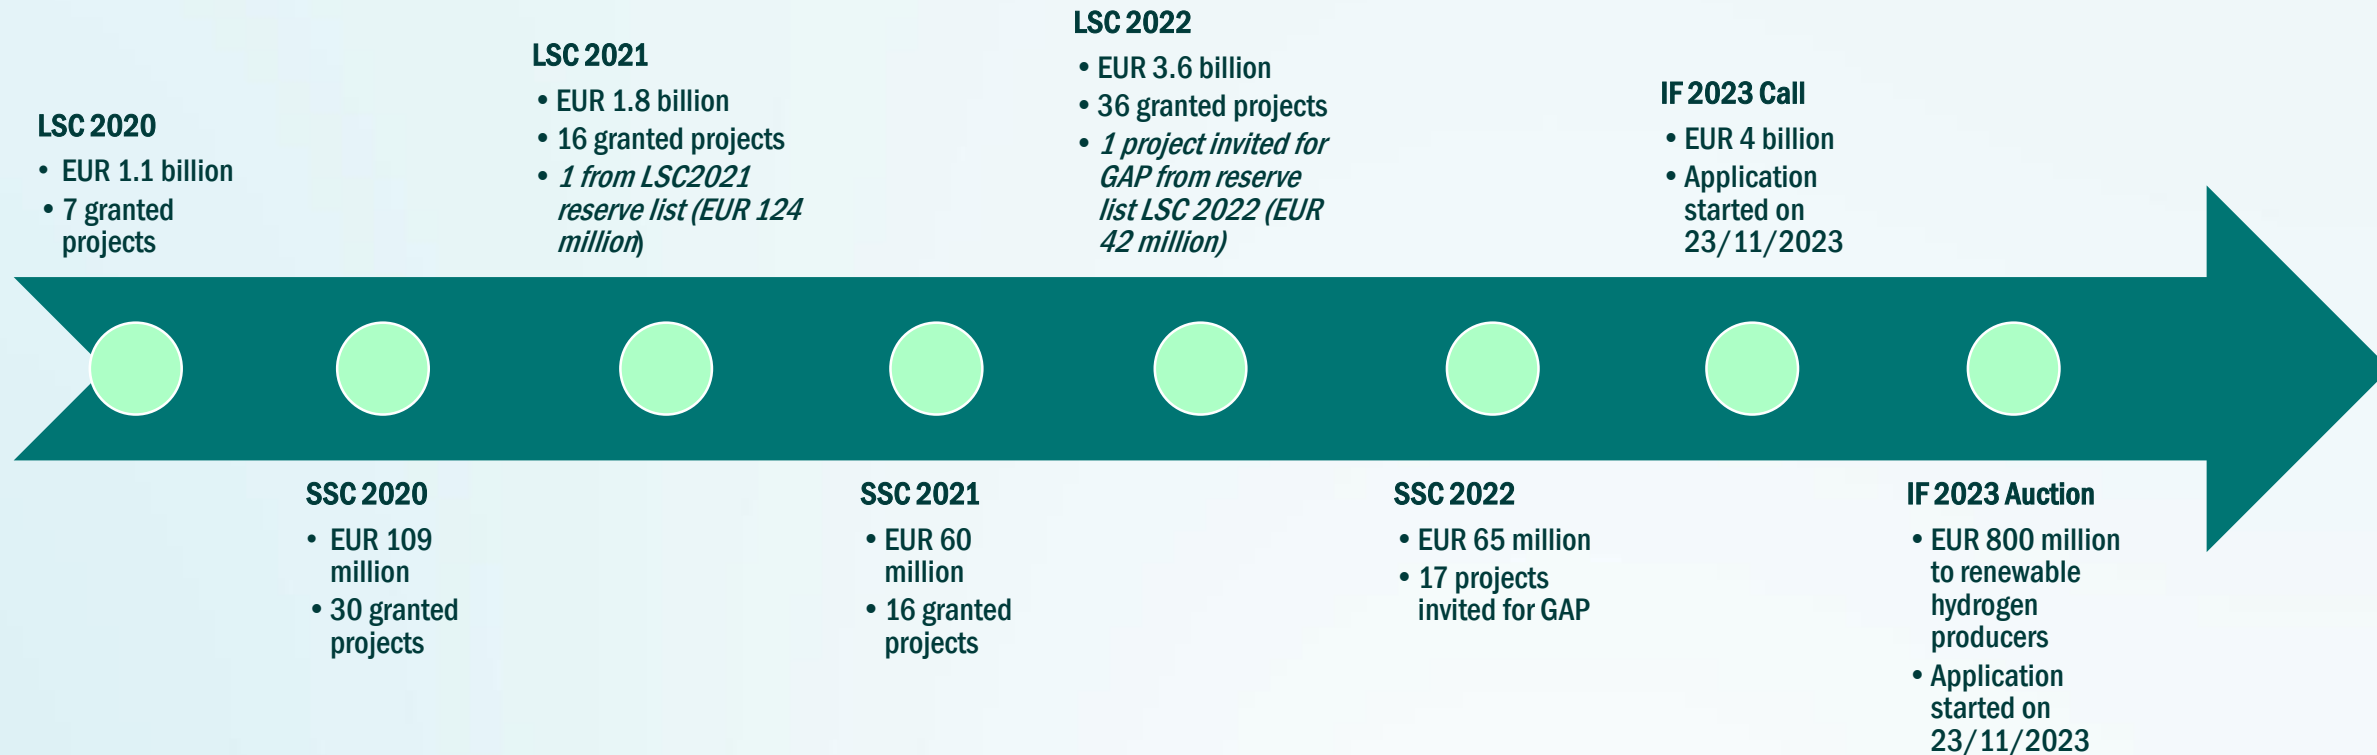 LSC 2020
• EUR 1.1 billion
• 7 granted
projects
SSC 2020
• EUR 109
million
• 30 granted
projects
LSC 2021
• EUR 1.8 billion
• 16 granted projects
• 1 from LSC2021
reserve list (EUR 124
million)
SSC 2021
• EUR 60
million
• 16 granted
projects
LSC 2022
• EUR 3.6 billion
• 36 granted projects
• 1 project invited for
GAP from reserve
list LSC 2022 (EUR
42 million)
SSC 2022
• EUR 65 million
• 17 projects
invited for GAP
IF 2023 Call
• EUR 4 billion
• Application
started on
23/11/2023
IF 2023 Auction
• EUR 800 million
to renewable
hydrogen
producers
• Application
started on
23/11/2023